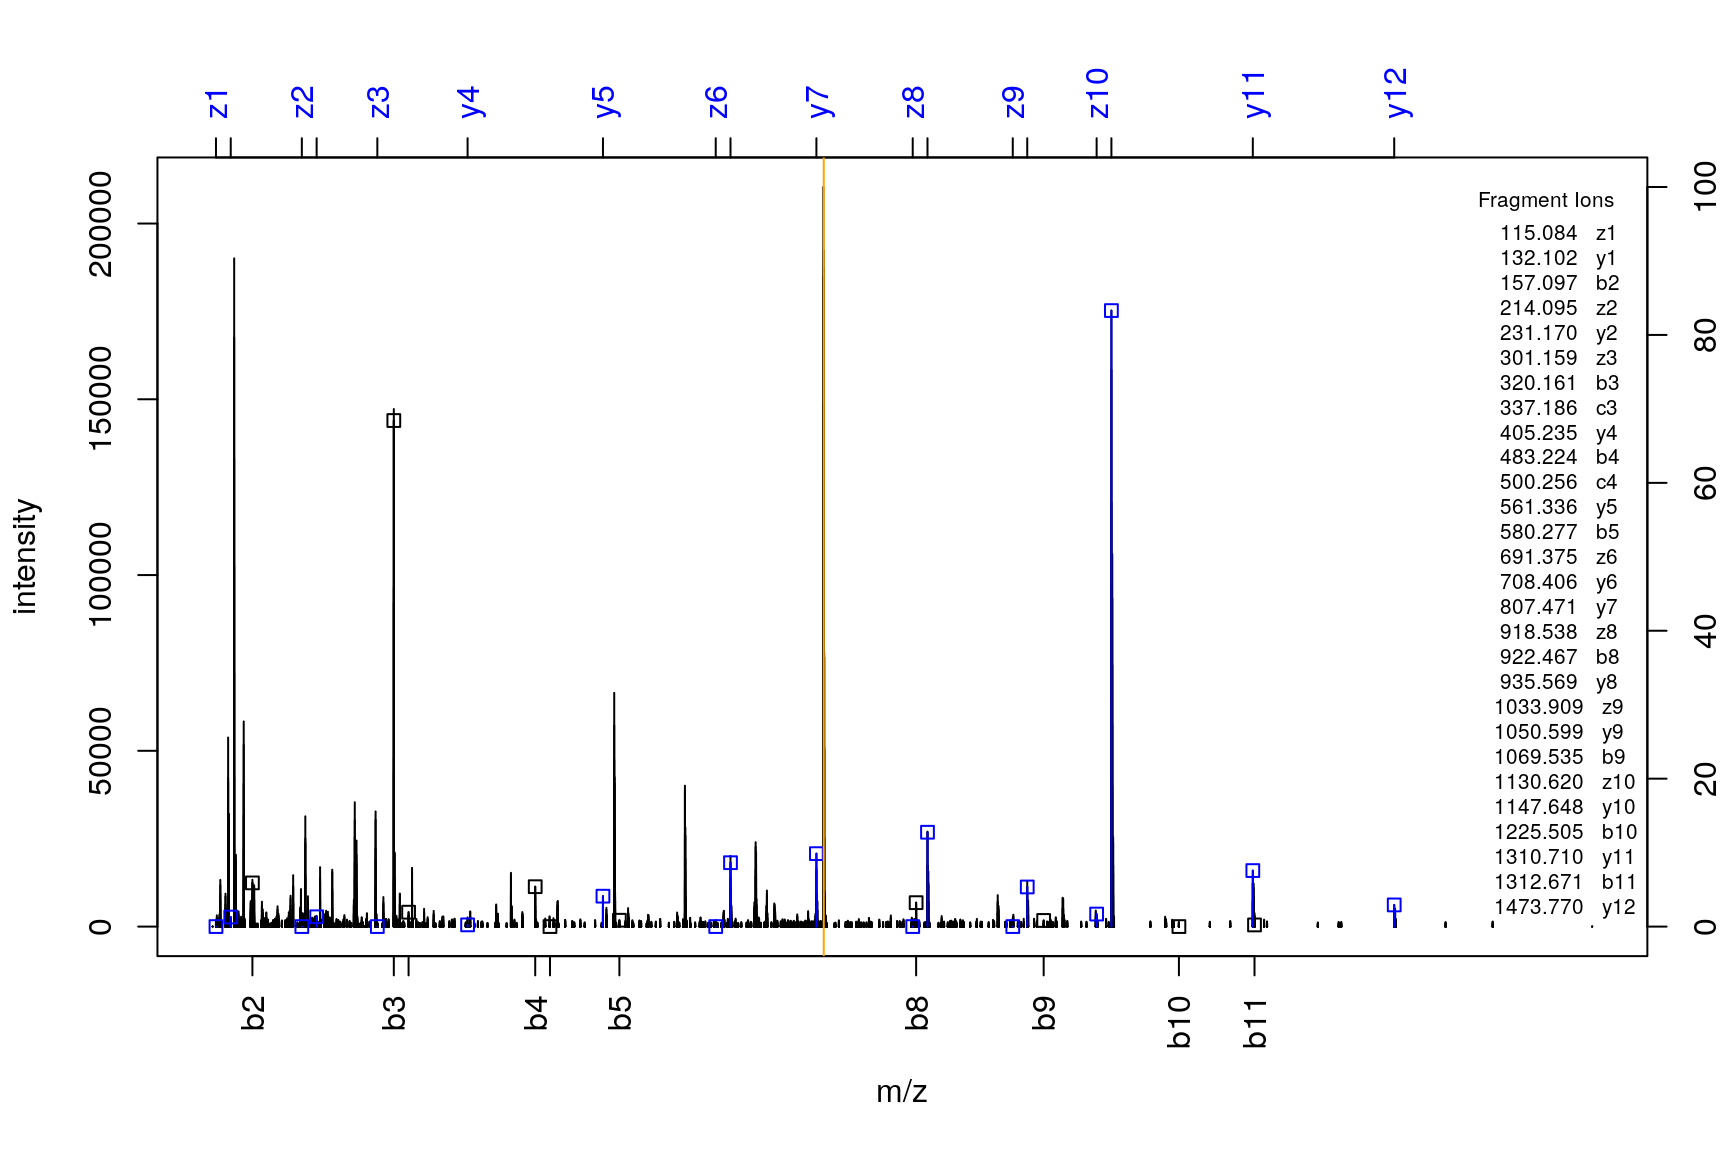 z1 z2 z3 y4 y5 z6 y7 z8 z9 z10 y11 y12
intensity
0 50000 100000 150000 200000
0 20 40 60 80 100
Fragment Ions
115.084 z1
132.102 y1
157.097 b2
214.095 z2
231.170 y2
301.159 z3
320.161 b3
337.186 c3
405.235 y4
483.224 b4
500.256 c4
561.336 y5
580.277 b5
691.375 z6
708.406 y6
807.471 y7
918.538 z8
922.467 b8
935.569 y8
1033.909 z9
1050.599 y9
1069.535 b9
1130.620 z10
1147.648 y10
1225.505 b10
1310.710 y11
1312.671 b11
1473.770 y12
b2 b3 b4 b5 b8 b9 b10 b11
m/z